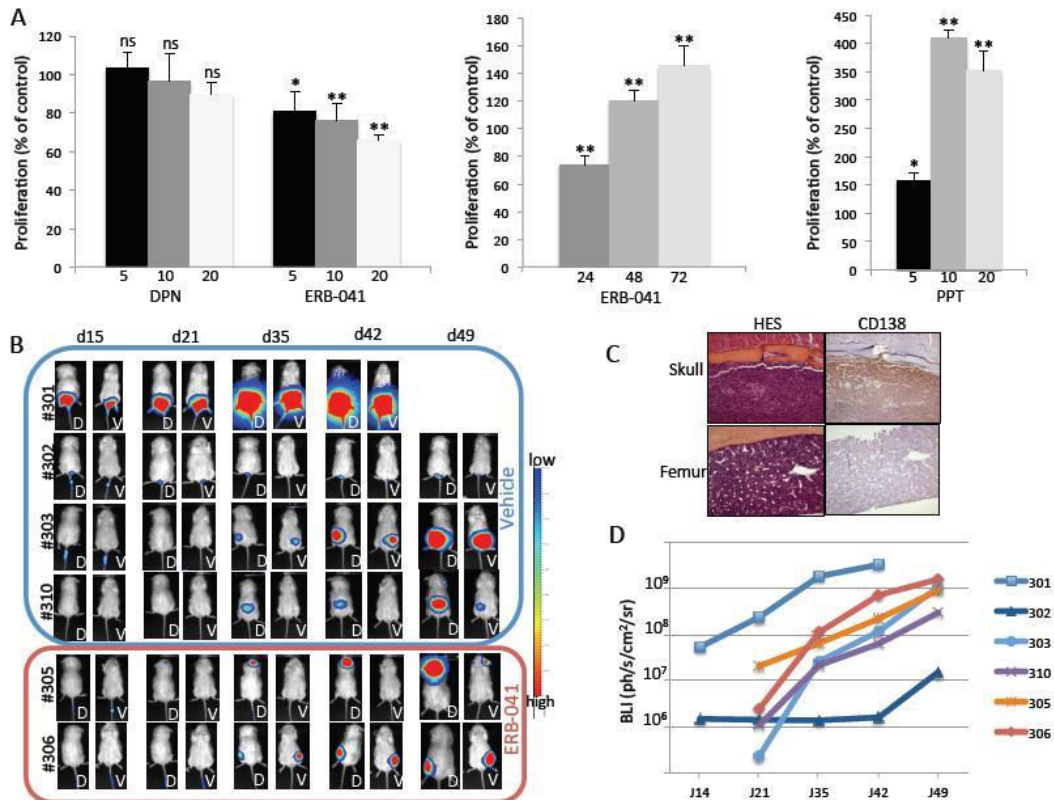 A
Proliferation (% of control)
120
100
80
60
40
20
0
ns
ns
ns
*
**
**
5 10 20 5 10 20
DPN ERB-041
Proliferation (% of control)
180
160
140
120
100
80
60
40
20
0
**
**
**
24 48 72
ERB-041
Proliferation (% of control)
450
400
350
300
250
200
150
100
50
0
*
**
**
5 10 20
PPT
B
d15 d21 d35 d42 d49
#301
D V D V D V D V
#302
D V D V D V D V D V
#303
D V D V D V D V D V
#310
D V D V D V D V D V
Vehicle
#305
D V D V D V D V D V
#306
D V D V D V D V D V
ERB-041
low
high
C
HES CD138
Skull
Femur
D
BLI (ph/s/cm²/sr)
10⁹
10⁸
10⁷
10⁶
J14 J21 J35 J42 J49
301
302
303
310
305
306